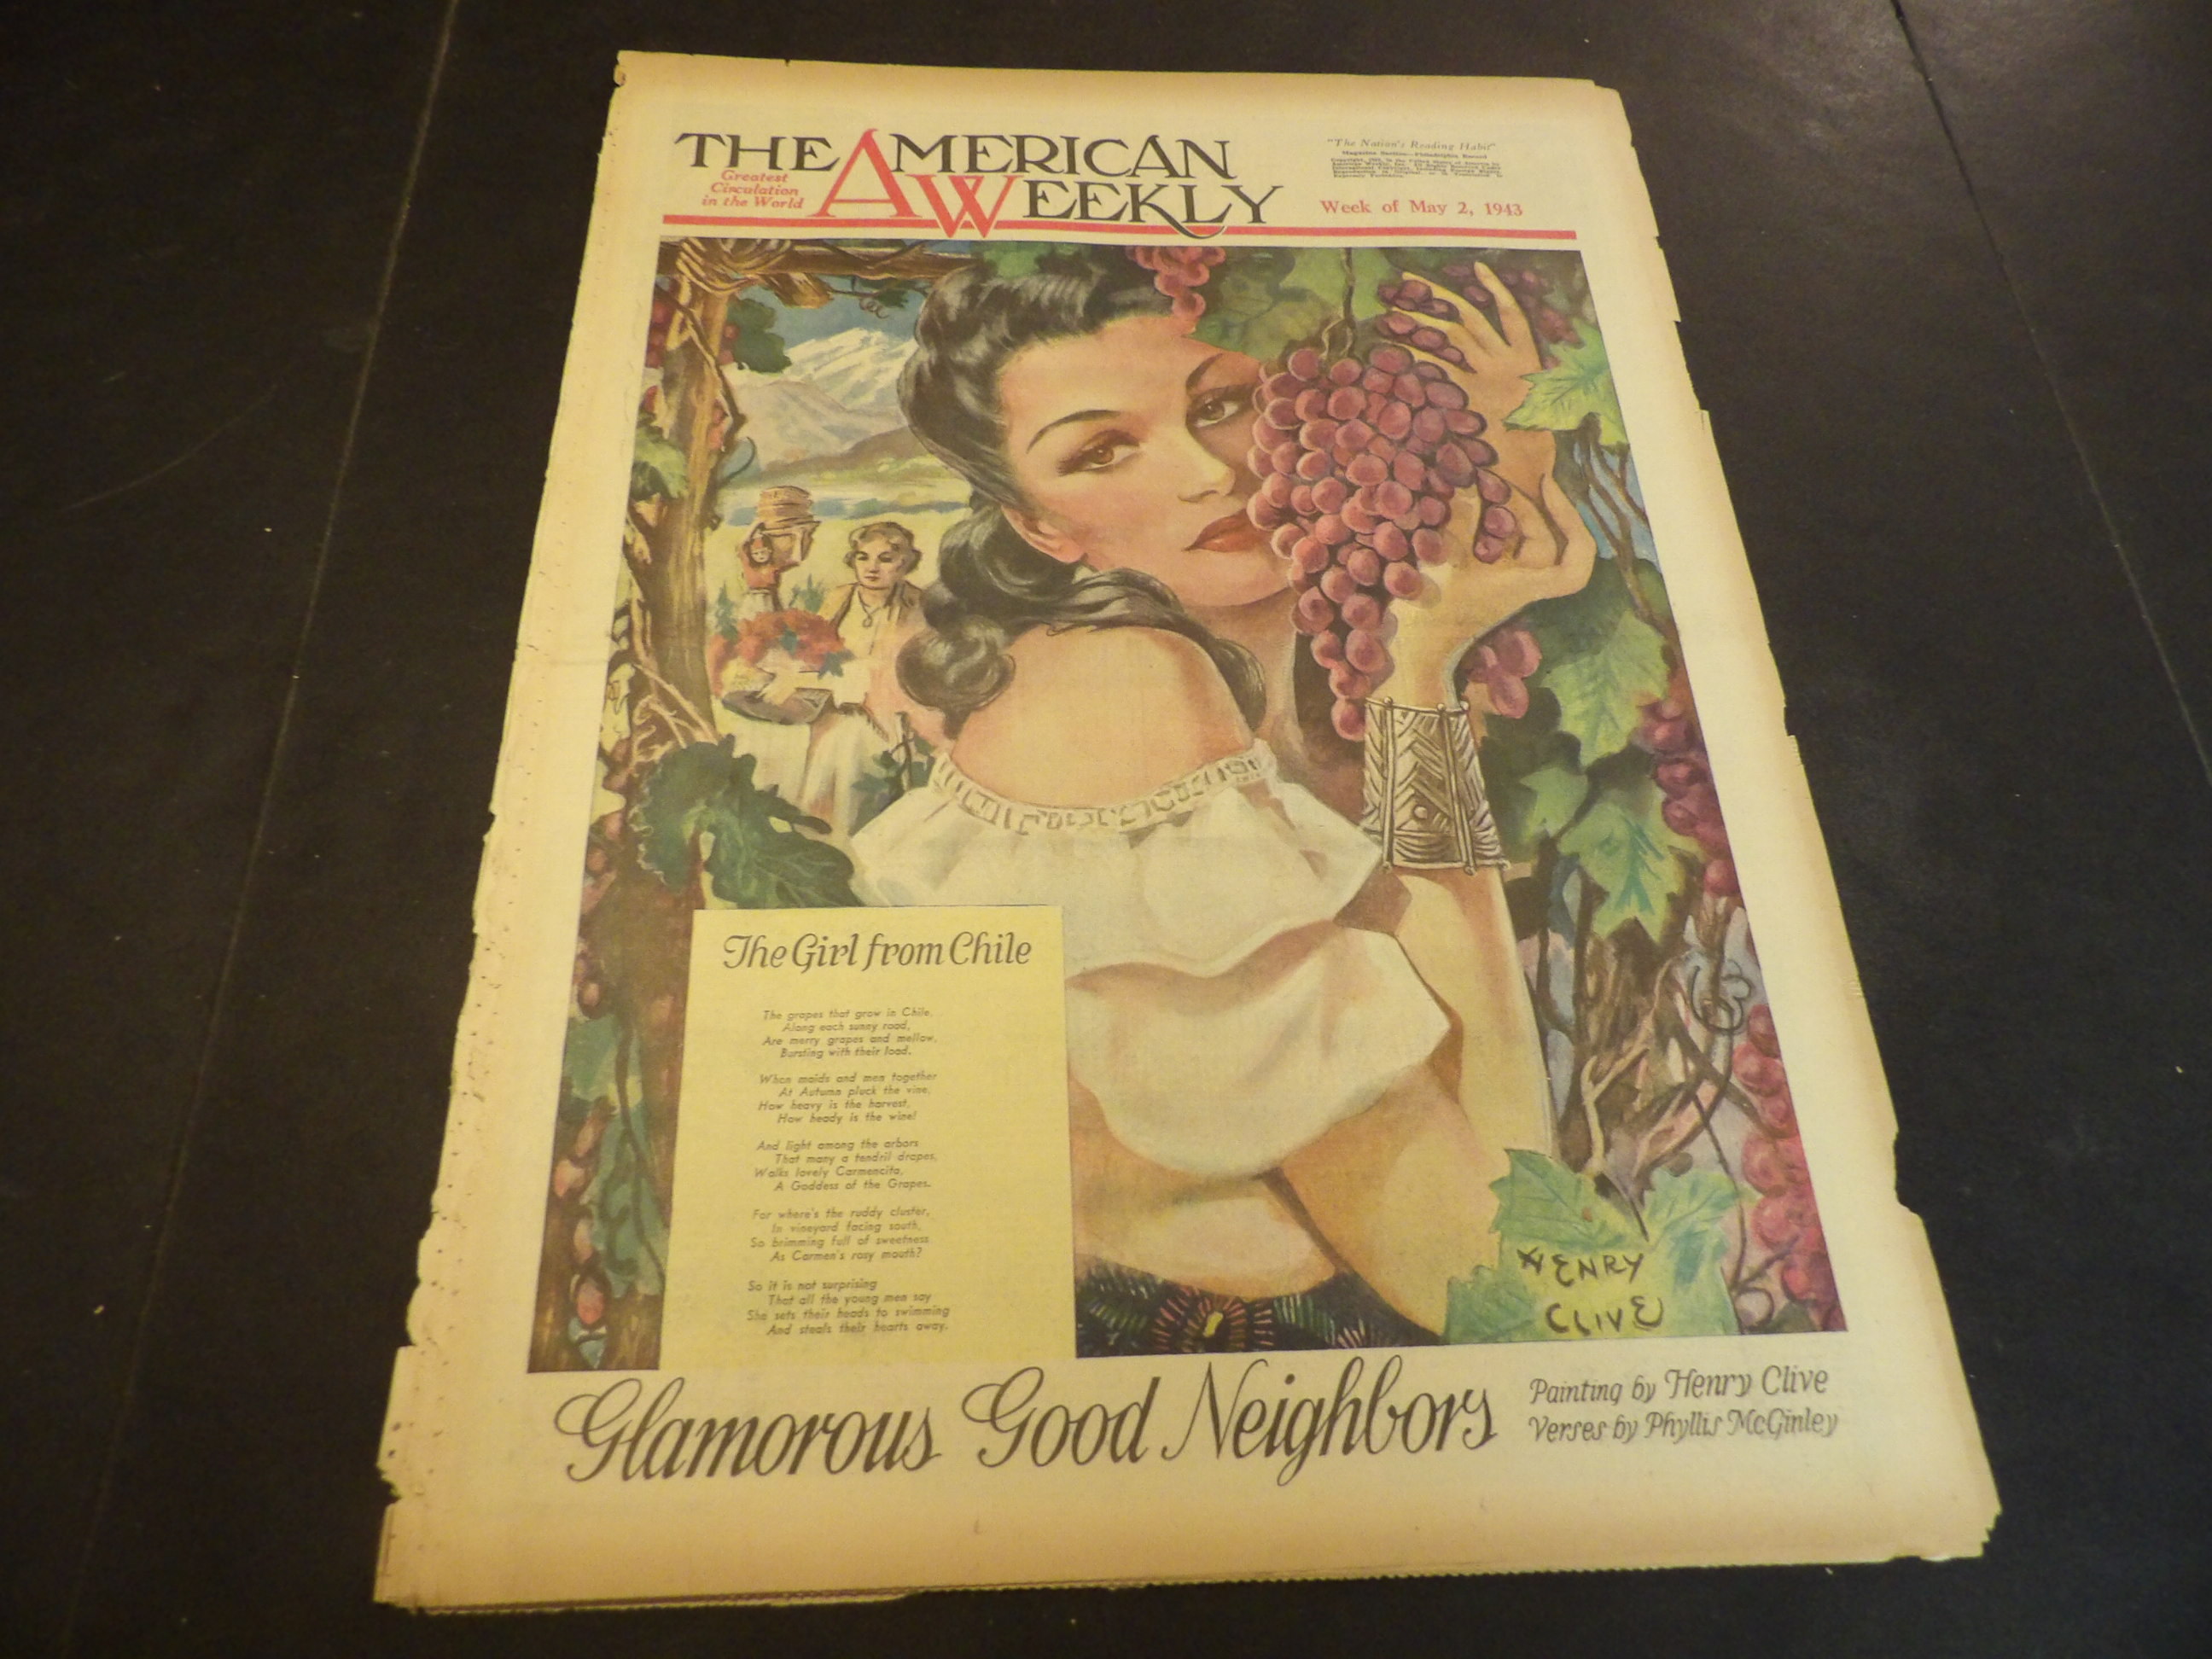 THE AMERICAN
WEEKLY
Greatest
Circulation
in the World
"The Nation's Reading Habit"
Magazine Section—Philadelphia Record
Week of May 2, 1943
The Girl from Chile
The grapes that grow in Chile,
Along each sunny road,
Are merry grapes and mellow,
Bursting with their load.
When maids and men together
At Autumn pluck the vine,
How heavy is the harvest,
How heady is the wine!
And light among the arbors
That many a tendril drapes,
Walks lovely Carmencita,
A Goddess of the Grapes.
For where's the ruddy cluster,
In vineyard facing south,
So brimming full of sweetness
As Carmen's rosy mouth?
So it is not surprising
That all the young men say
She sets their heads to swimming
And steals their hearts away.
HENRY
CLIVE
Glamorous Good Neighbors
Painting by Henry Clive
Verses by Phyllis McGinley